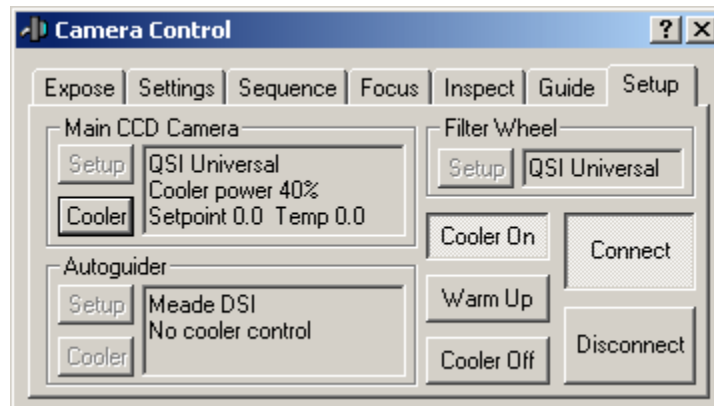 Camera Control
? X
Expose Settings Sequence Focus Inspect Guide Setup
Main CCD Camera
Setup
QSI Universal
Cooler power 40%
Cooler
Setpoint 0.0 Temp 0.0
Filter Wheel
Setup
QSI Universal
Autoguider
Setup
Meade DSI
No cooler control
Cooler
Cooler On
Connect
Warm Up
Cooler Off
Disconnect